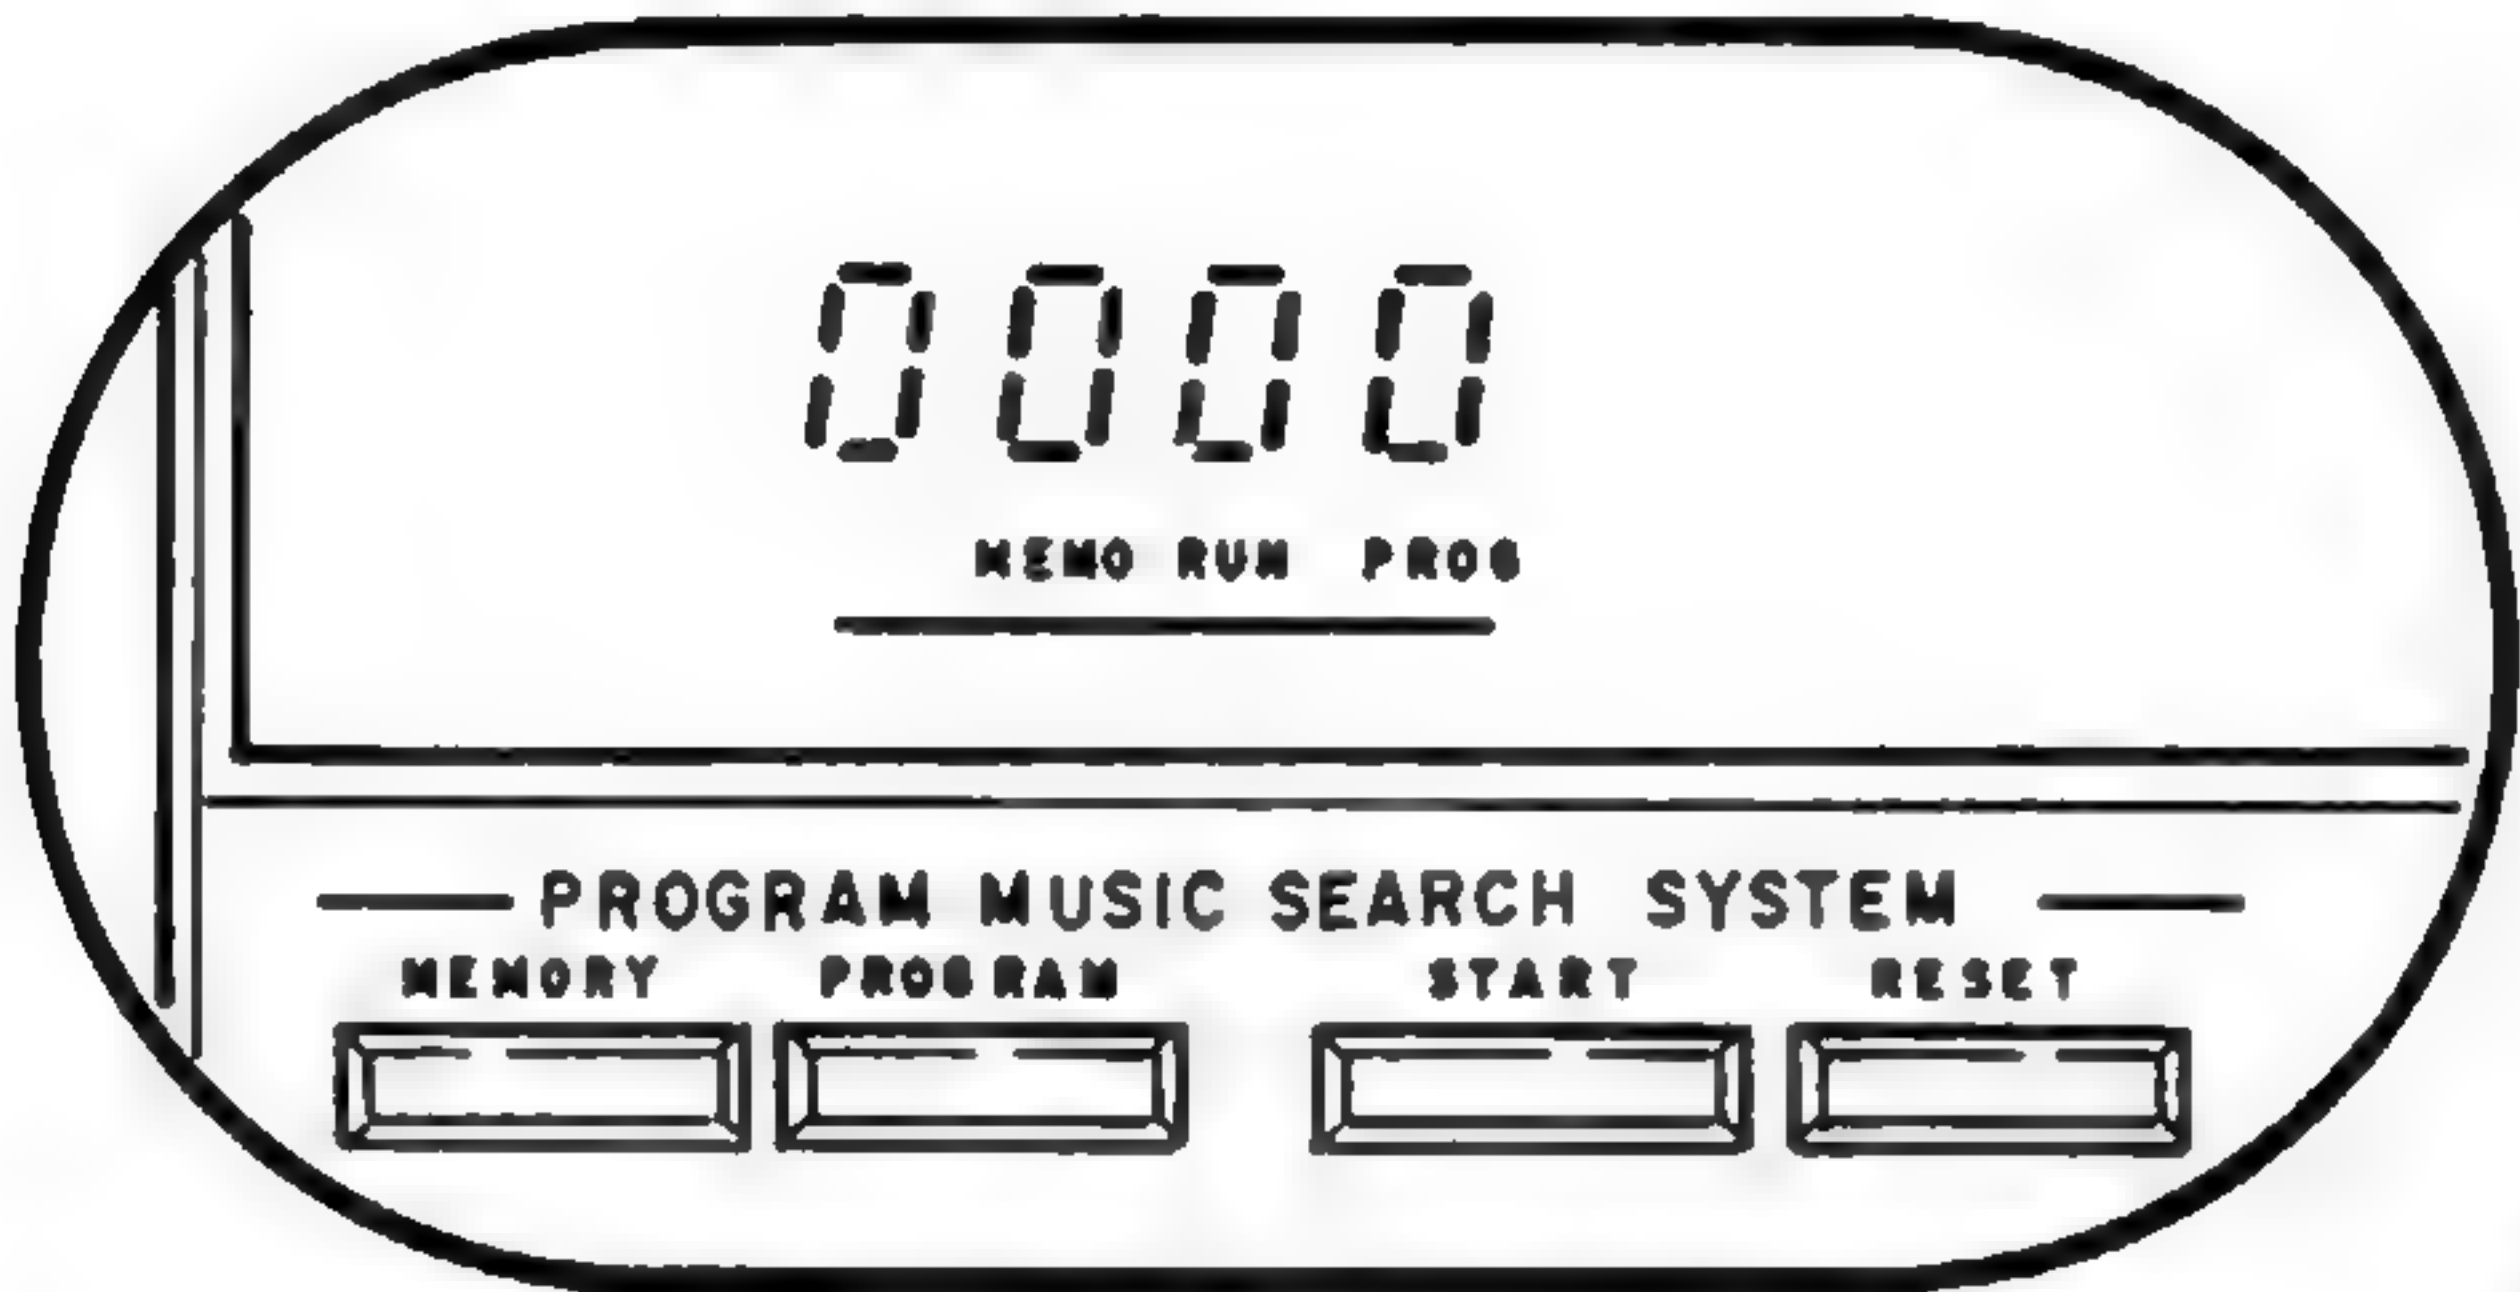 0000
MEMO RUN PROG
PROGRAM MUSIC SEARCH SYSTEM
MEMORY PROGRAM START RESET